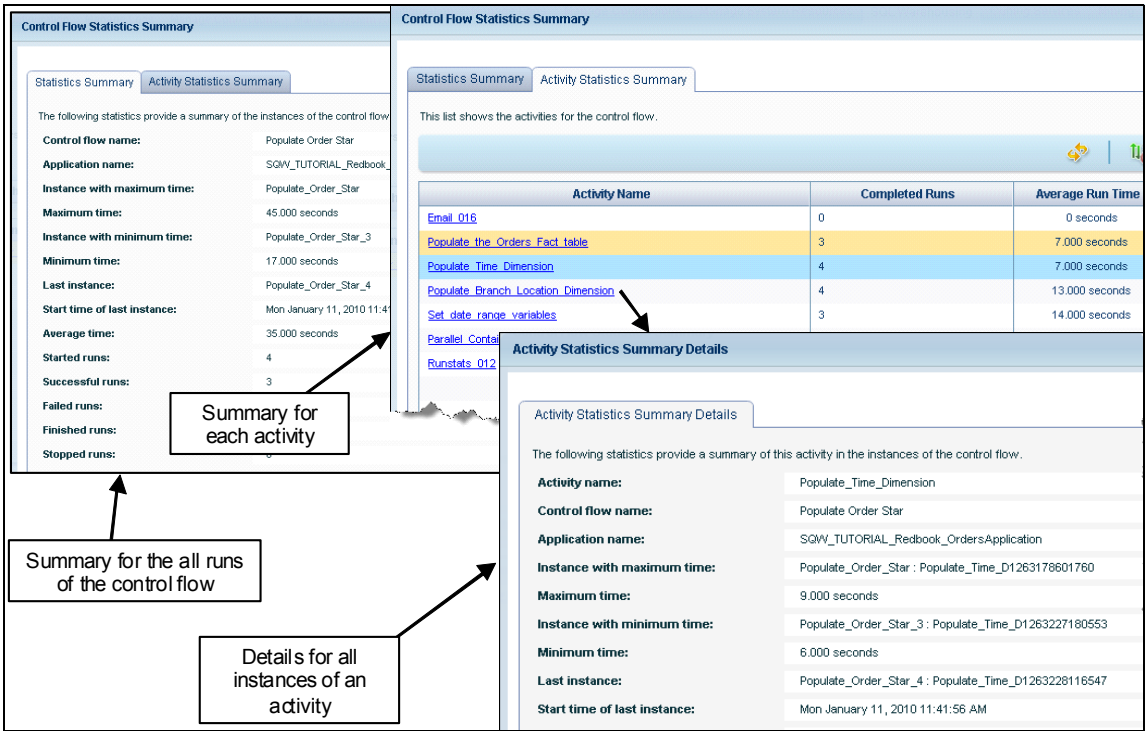 Control Flow Statistics Summary
Statistics Summary
Activity Statistics Summary
The following statistics provide a summary of the instances of the control flow
Control flow name: Populate Order Star
Application name: SQW_TUTORIAL_Redbook_
Instance with maximum time: Populate_Order_Star
Maximum time: 45.000 seconds
Instance with minimum time: Populate_Order_Star_3
Minimum time: 17.000 seconds
Last instance: Populate_Order_Star_4
Start time of last instance: Mon January 11, 2010 11:41
Average time: 35.000 seconds
Started runs: 4
Successful runs: 3
Failed runs:
Finished runs:
Stopped runs:
Control Flow Statistics Summary
Statistics Summary
Activity Statistics Summary
This list shows the activities for the control flow.
Activity Name Completed Runs Average Run Time
Email_016 0 0 seconds
Populate_the_Orders_Fact_table 3 7.000 seconds
Populate_Time_Dimension 4 7.000 seconds
Populate_Branch_Location_Dimension 4 13.000 seconds
Set_date_range_variables 3 14.000 seconds
Parallel_Contai
Runstats_012
Activity Statistics Summary Details
Activity Statistics Summary Details
The following statistics provide a summary of this activity in the instances of the control flow.
Activity name: Populate_Time_Dimension
Control flow name: Populate Order Star
Application name: SQW_TUTORIAL_Redbook_OrdersApplication
Instance with maximum time: Populate_Order_Star : Populate_Time_D1263178601760
Maximum time: 9.000 seconds
Instance with minimum time: Populate_Order_Star_3 : Populate_Time_D1263227180553
Minimum time: 6.000 seconds
Last instance: Populate_Order_Star_4 : Populate_Time_D1263228116547
Start time of last instance: Mon January 11, 2010 11:41:56 AM
Summary for
each activity
Summary for the all runs
of the control flow
Details for all
instances of an
activity